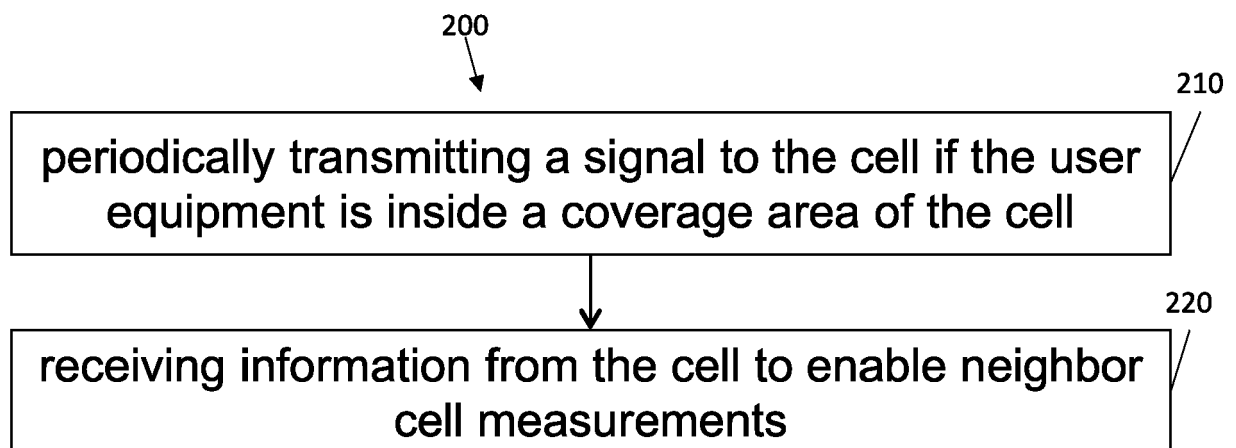 200
210
periodically transmitting a signal to the cell if the user
equipment is inside a coverage area of the cell
220
receiving information from the cell to enable neighbor
cell measurements